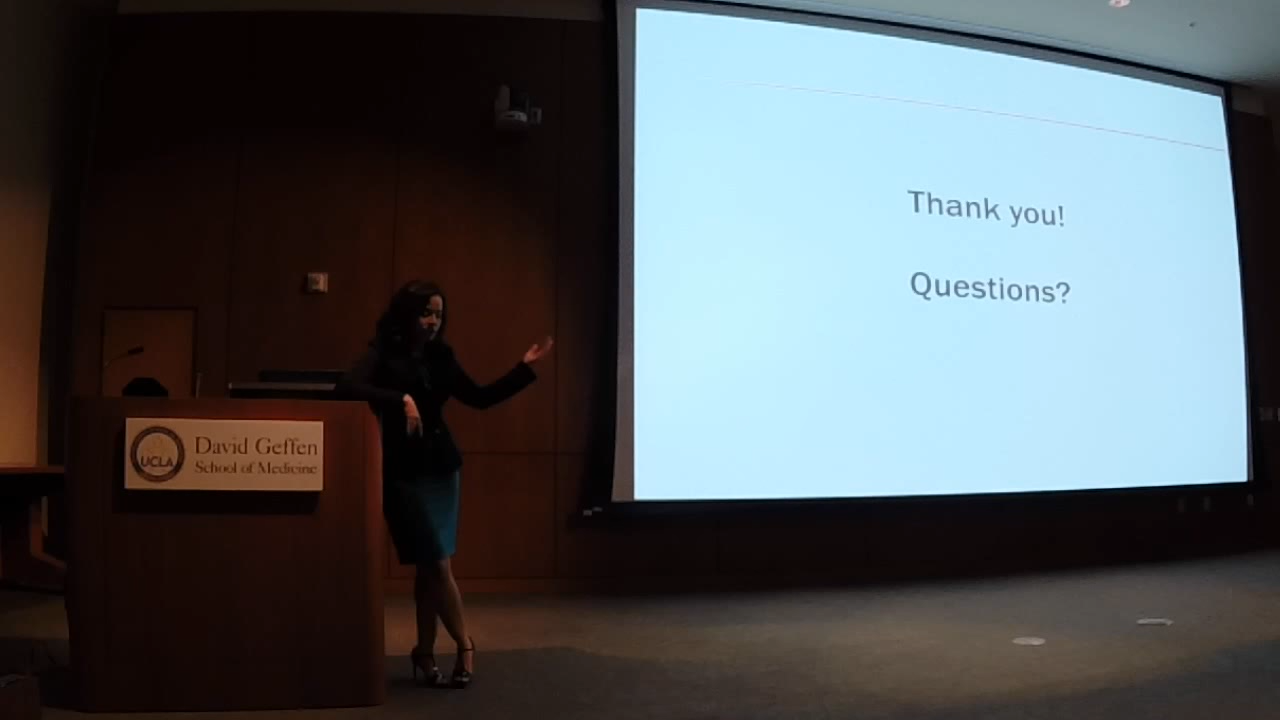 Thank you!
Questions?
UCLA
David Geffen
School of Medicine